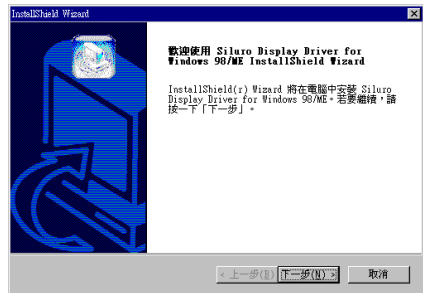 InstallShield Wizard
歡迎使用 Siluro Display Driver for
Windows 98/ME InstallShield Wizard
InstallShield(r) Wizard 將在電腦中安裝 Siluro
Display Driver for Windows 98/ME。若要繼續，請
按一下「下一步」。
< 上一步(B) 下一步(N) > 取消